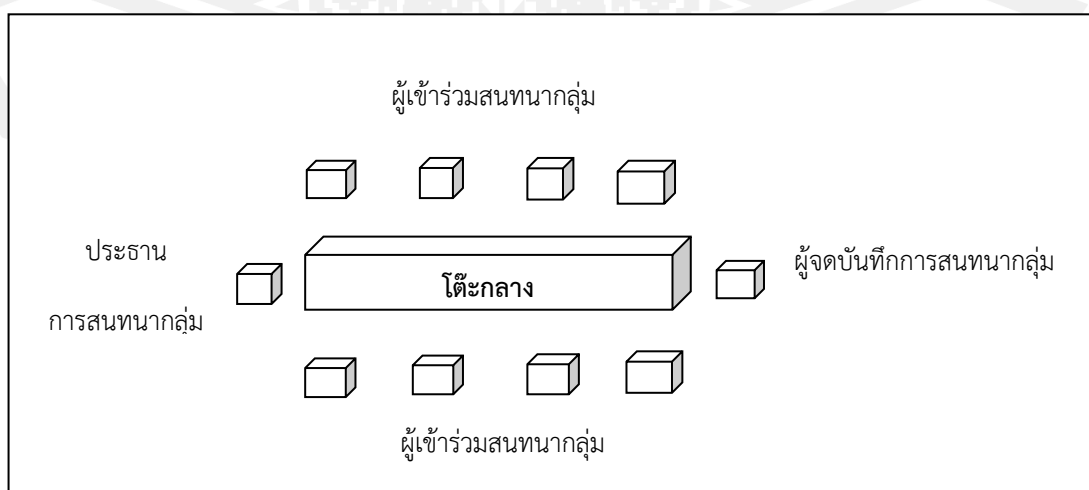 ผู้เข้าร่วมสนทนากลุ่ม
ประธาน
การสนทนากลุ่ม
โต๊ะกลาง
ผู้จดบันทึกการสนทนากลุ่ม
ผู้เข้าร่วมสนทนากลุ่ม